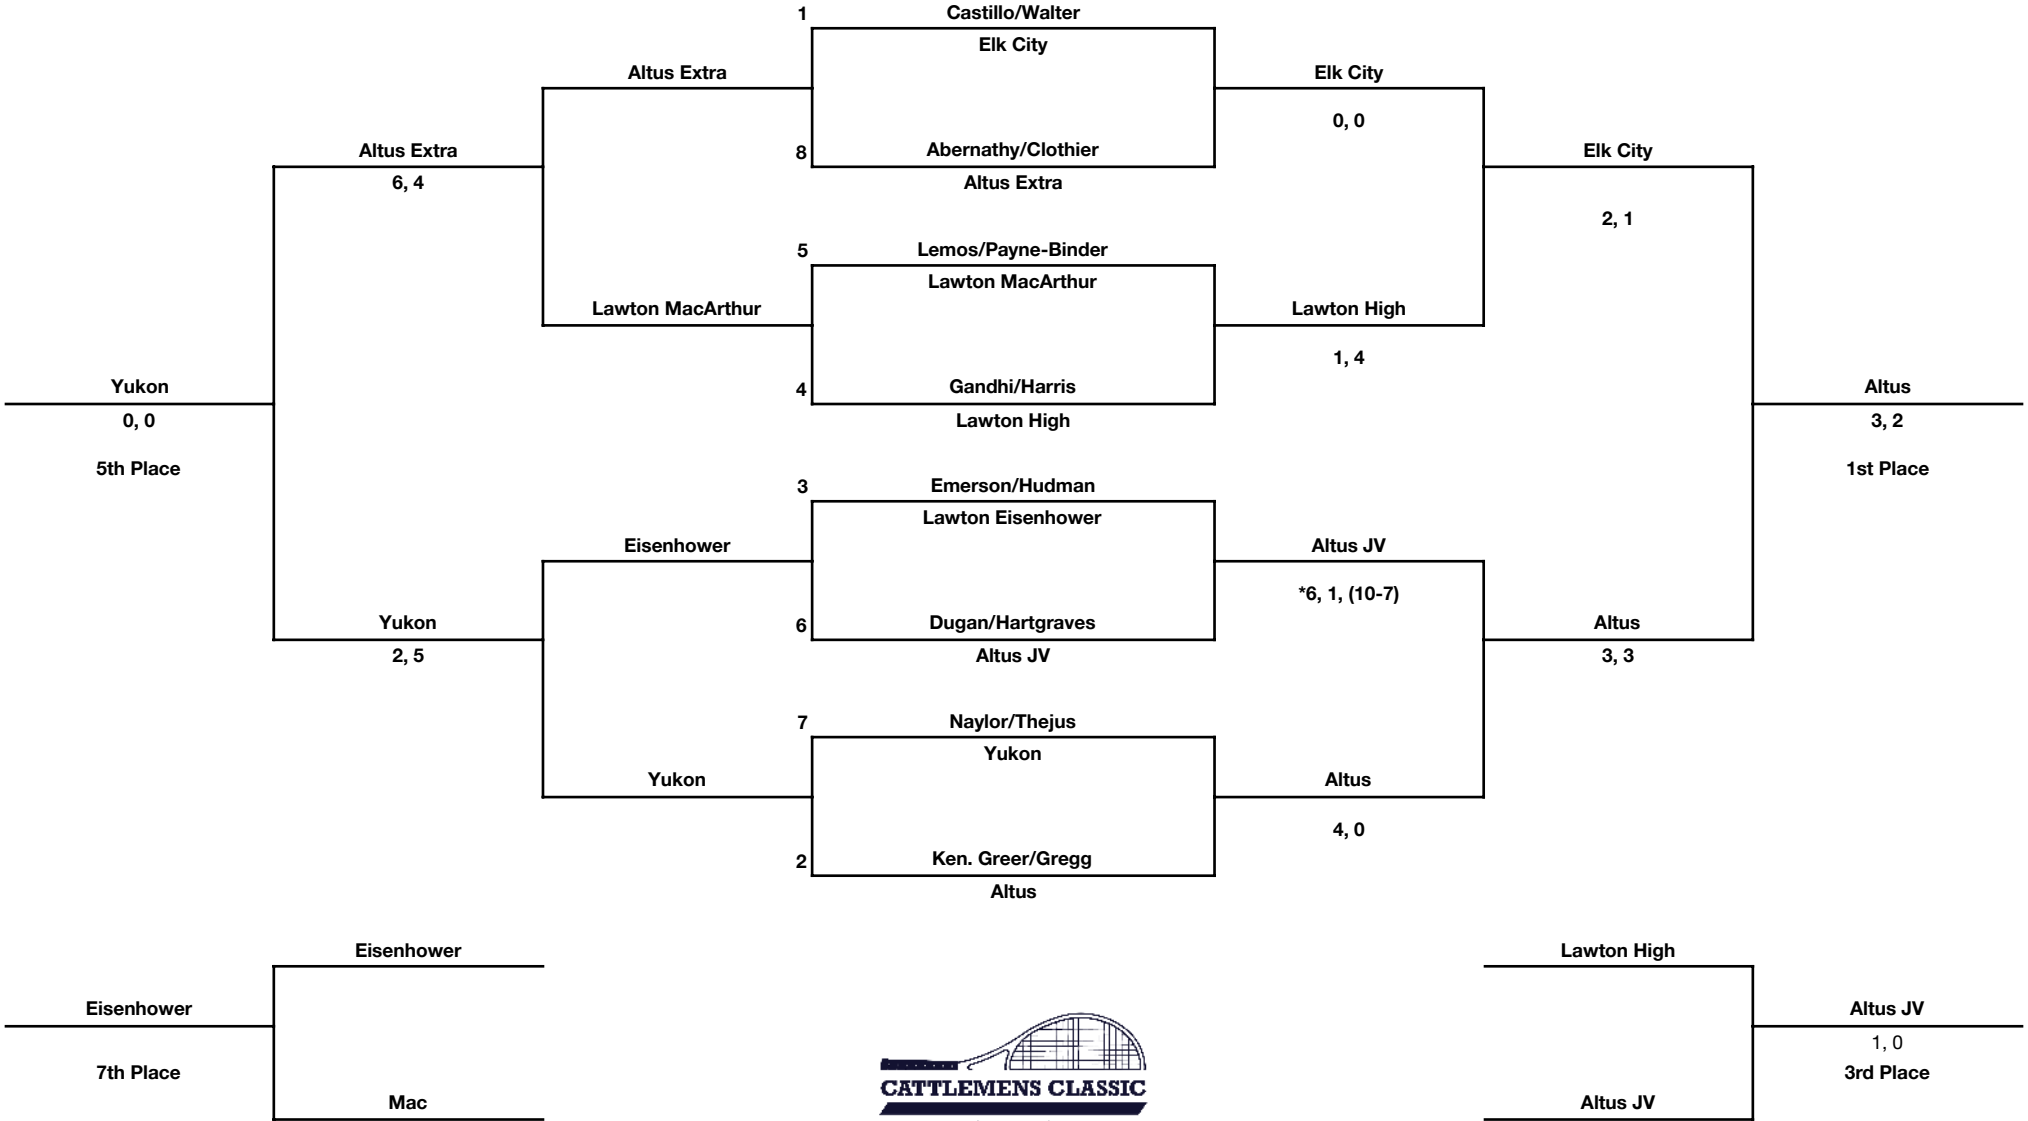 1
Castillo/Walter
Elk City
Altus Extra
Elk City
0, 0
Altus Extra
6, 4
8
Abernathy/Clothier
Altus Extra
Elk City
2, 1
5
Lemos/Payne-Binder
Lawton MacArthur
Lawton MacArthur
Lawton High
1, 4
Yukon
0, 0
5th Place
4
Gandhi/Harris
Lawton High
Altus
3, 2
1st Place
3
Emerson/Hudman
Lawton Eisenhower
Eisenhower
Altus JV
*6, 1, (10-7)
Yukon
2, 5
6
Dugan/Hartgraves
Altus JV
Altus
3, 3
7
Naylor/Thejus
Yukon
Yukon
Altus
4, 0
2
Ken. Greer/Gregg
Altus
Eisenhower
Lawton High
Eisenhower
7th Place
Altus JV
1, 0
3rd Place
CATTLEMENS CLASSIC
Mac
Altus JV